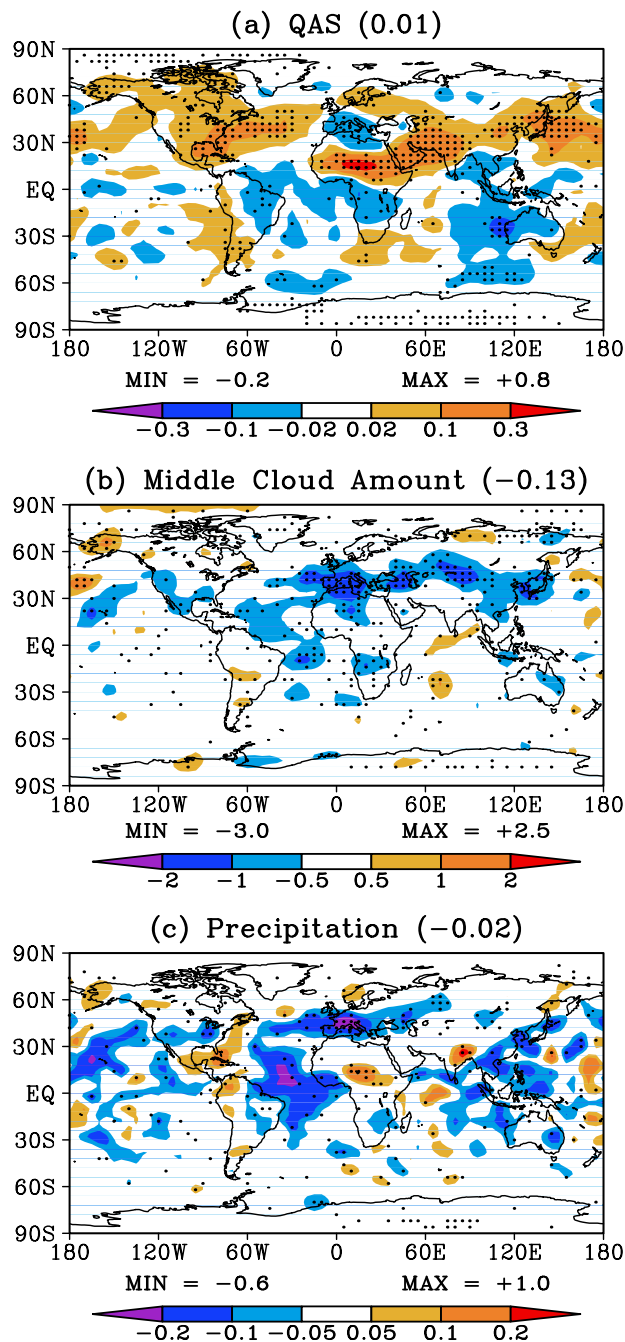 (a) QAS (0.01)
90N
60N
30N
EQ
30S
60S
90S
180 120W 60W 0 60E 120E 180
MIN = −0.2 MAX = +0.8
−0.3 −0.1 −0.02 0.02 0.1 0.3
(b) Middle Cloud Amount (−0.13)
90N
60N
30N
EQ
30S
60S
90S
180 120W 60W 0 60E 120E 180
MIN = −3.0 MAX = +2.5
−2 −1 −0.5 0.5 1 2
(c) Precipitation (−0.02)
90N
60N
30N
EQ
30S
60S
90S
180 120W 60W 0 60E 120E 180
MIN = −0.6 MAX = +1.0
−0.2 −0.1 −0.05 0.05 0.1 0.2